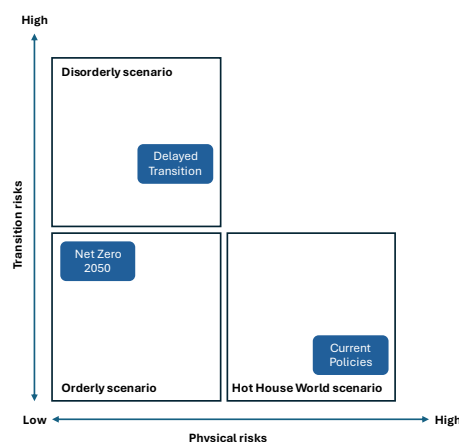 High
Disorderly scenario
Delayed
Transition
Transition risks
Net Zero
2050
Current
Policies
Orderly scenario
Hot House World scenario
Low
High
Physical risks